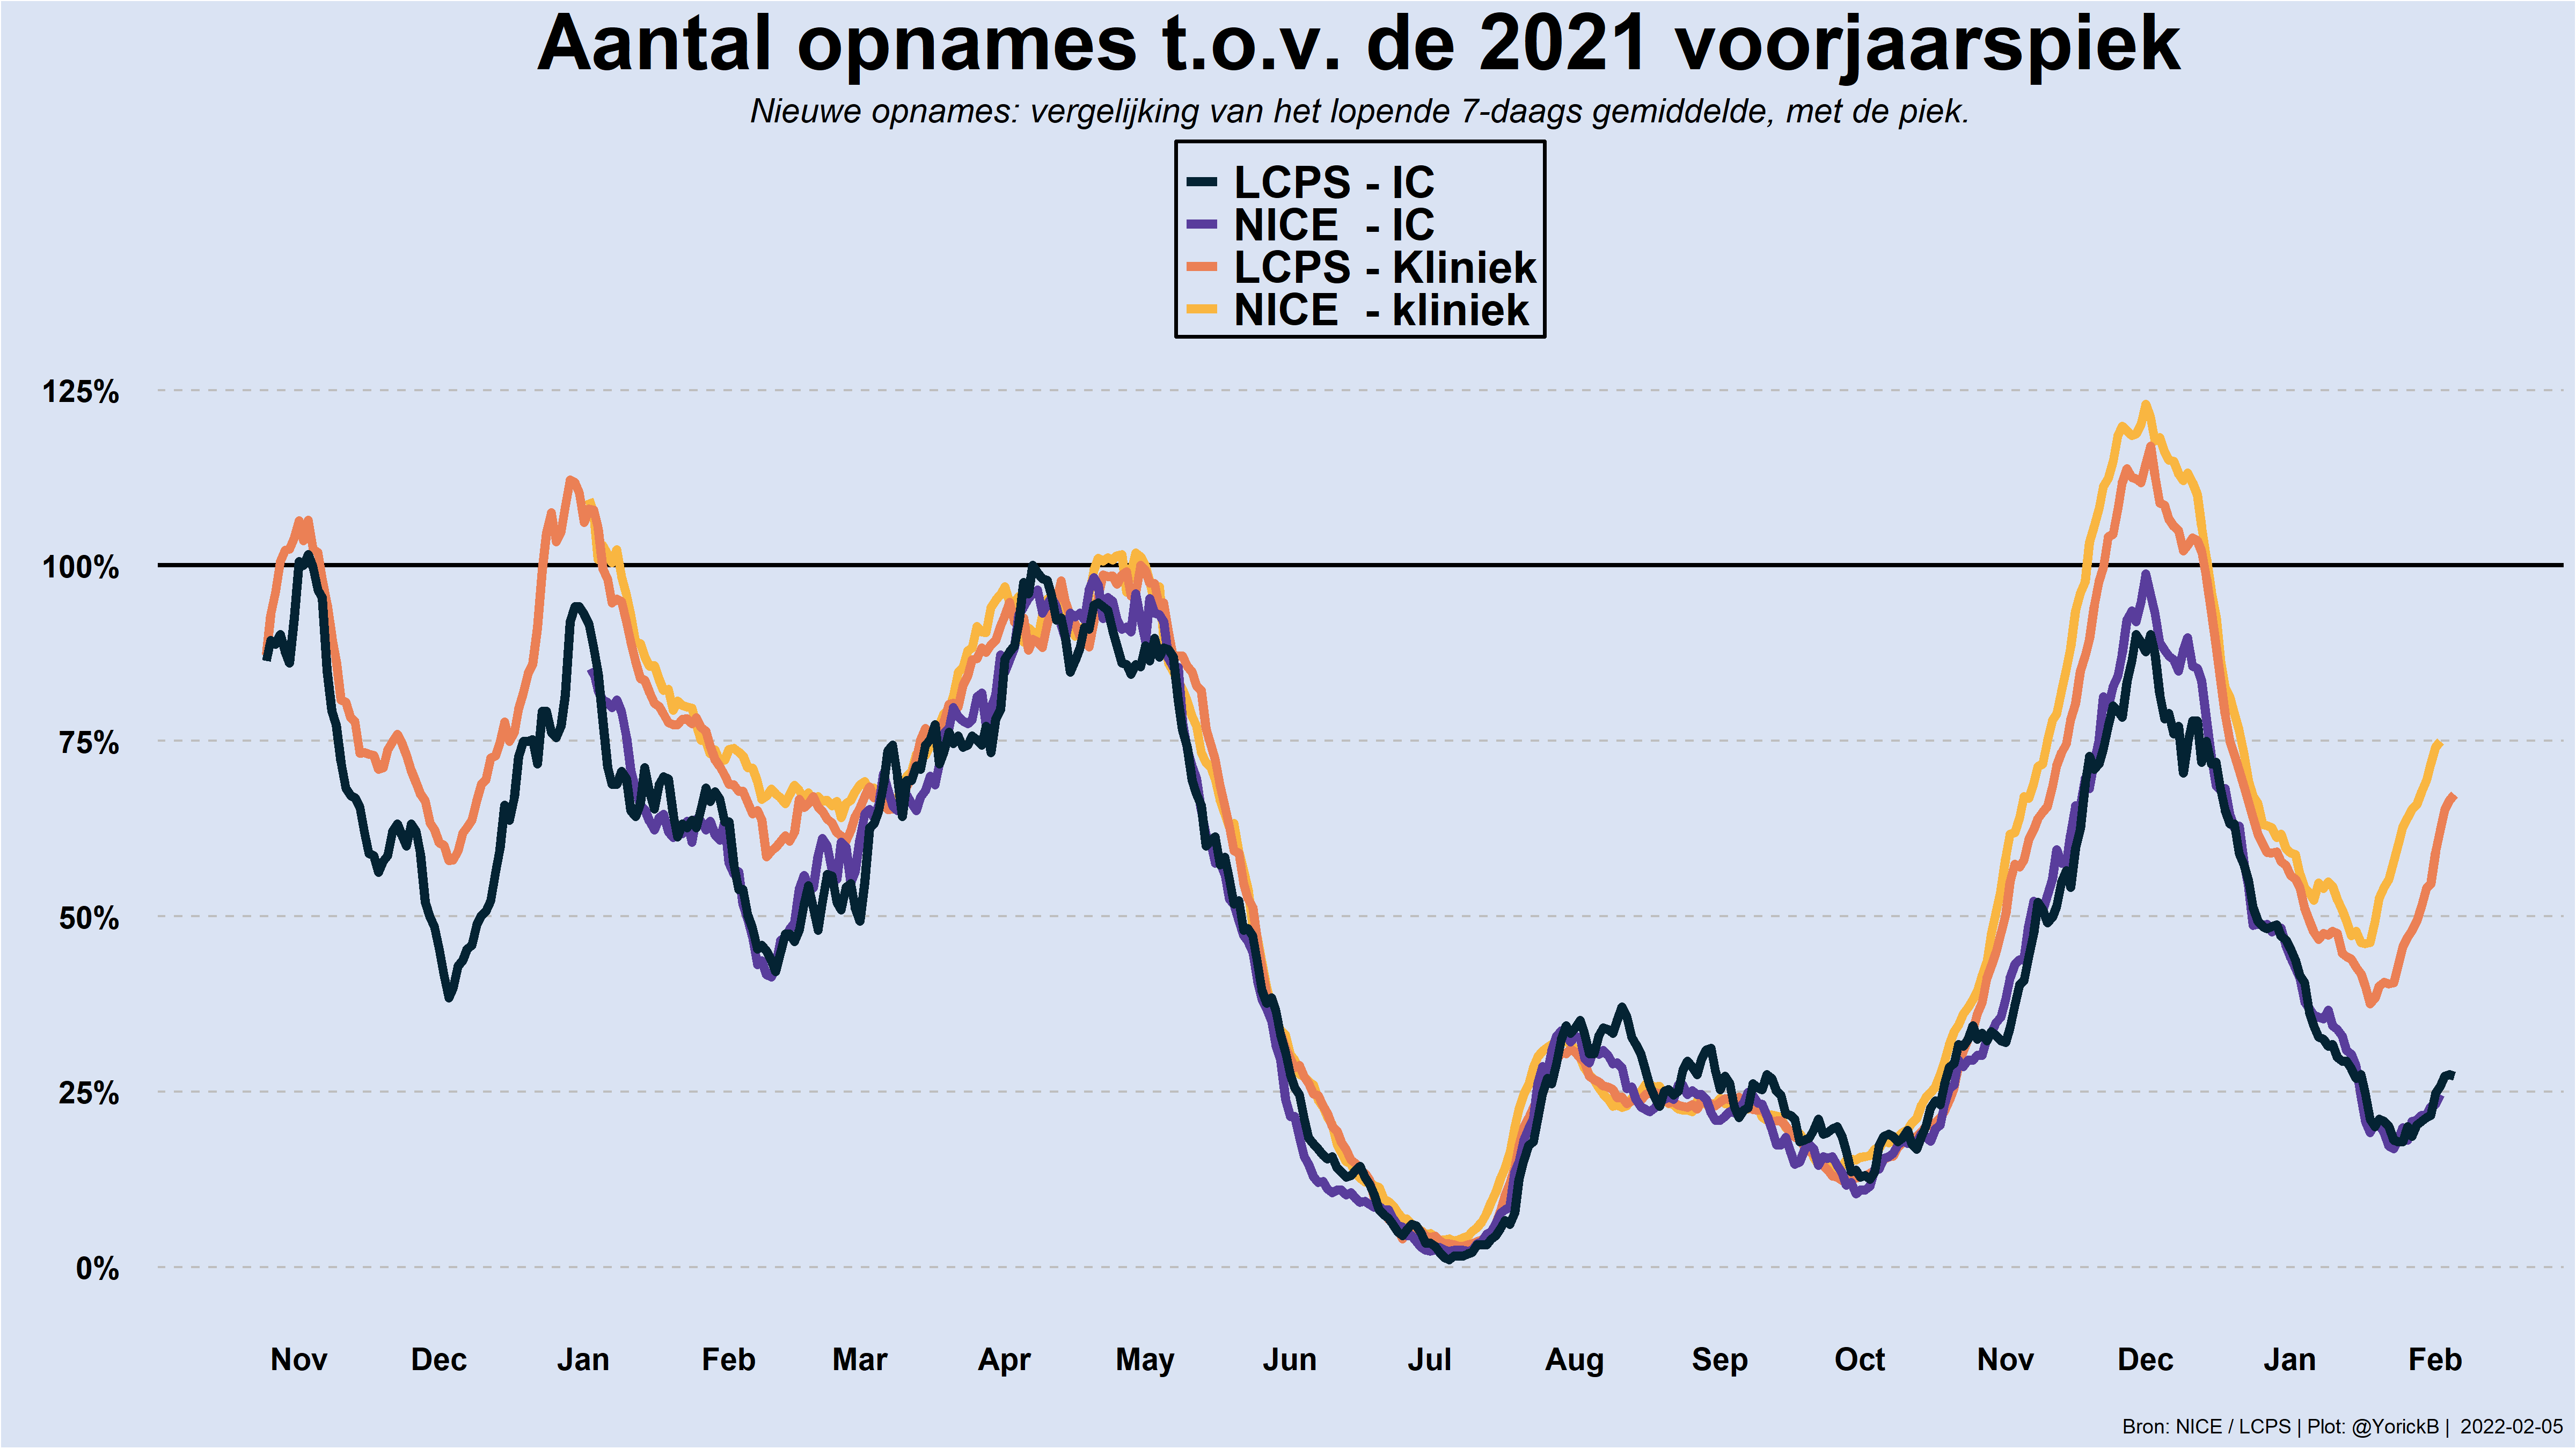 Aantal opnames t.o.v. de 2021 voorjaarspiek
Nieuwe opnames: vergelijking van het lopende 7-daags gemiddelde, met de piek.
LCPS - IC
NICE - IC
LCPS - Kliniek
NICE - kliniek
125%
100%
75%
50%
25%
0%
Nov Dec Jan Feb Mar Apr May Jun Jul Aug Sep Oct Nov Dec Jan Feb
Bron: NICE / LCPS | Plot: @YorickB | 2022-02-05